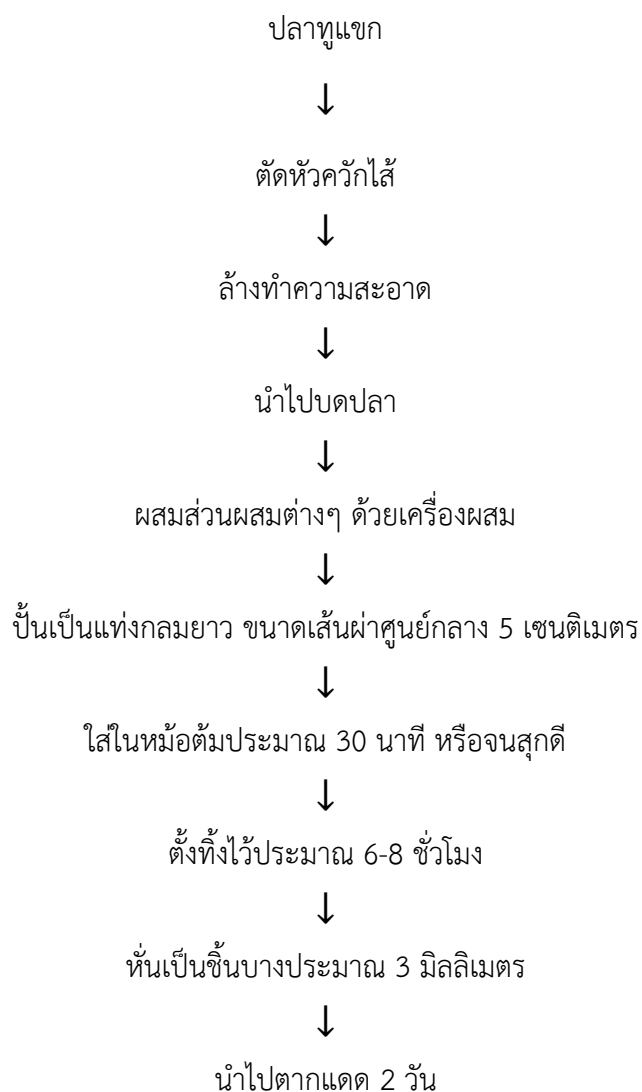 ปลาทูแขก
↓
ตัดหัวควักไส้
↓
ล้างทำความสะอาด
↓
นำไปบดปลา
↓
ผสมส่วนผสมต่างๆ ด้วยเครื่องผสม
↓
ปั้นเป็นแท่งกลมยาว ขนาดเส้นผ่าศูนย์กลาง 5 เซนติเมตร
↓
ใส่ในหม้อต้มประมาณ 30 นาที หรือจนสุกดี
↓
ตั้งทิ้งไว้ประมาณ 6-8 ชั่วโมง
↓
หั่นเป็นชิ้นบางประมาณ 3 มิลลิเมตร
↓
นำไปตากแดด 2 วัน